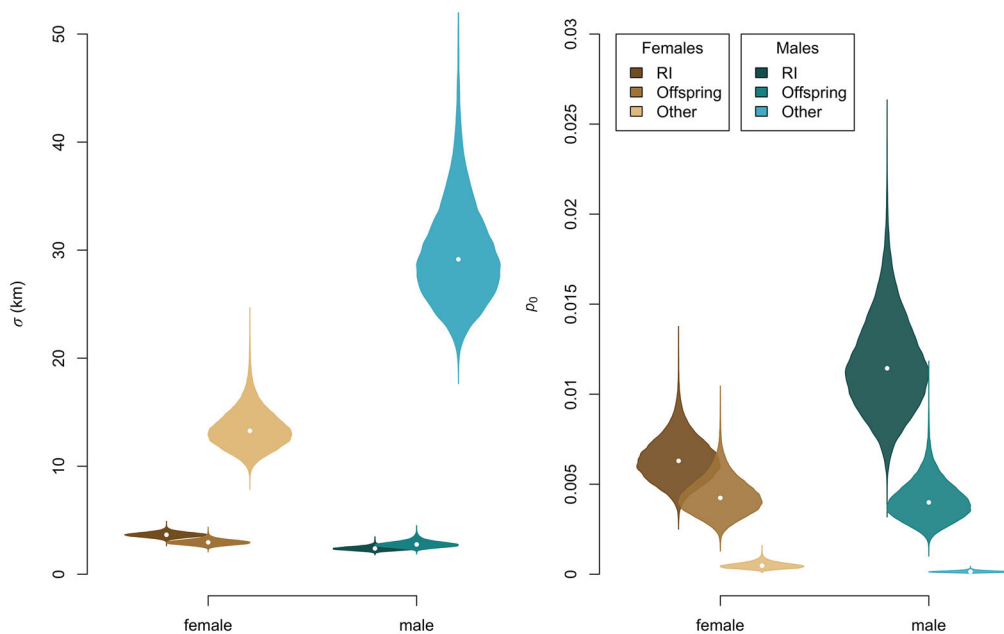 50
40
30
20
10
0
σ (km)
female
male
0.03
0.025
0.02
0.015
0.01
0.005
0
p0
Females
RI
Offspring
Other
Males
RI
Offspring
Other
female
male